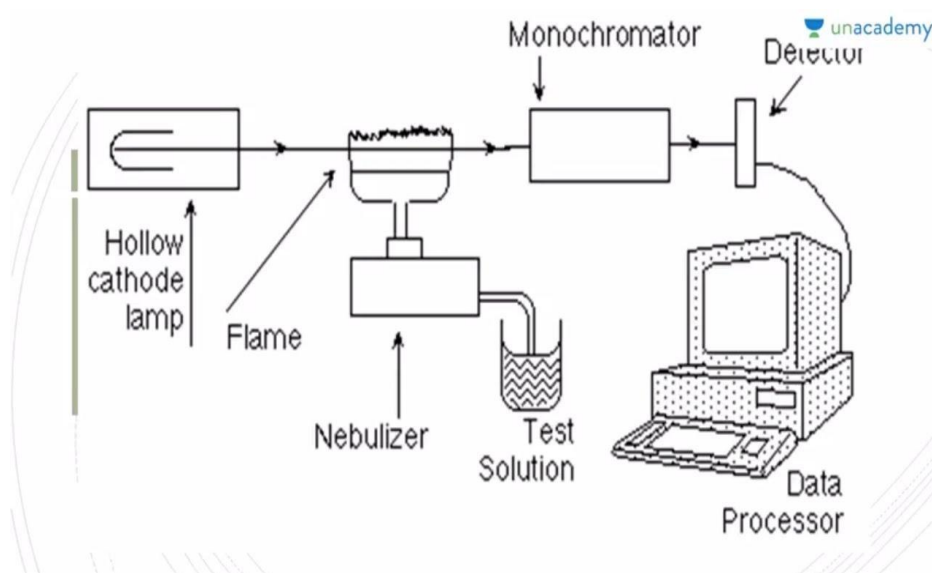 unacademy
Monochromator
Detector
Hollow
cathode
lamp
Flame
Nebulizer
Test
Solution
Data
Processor